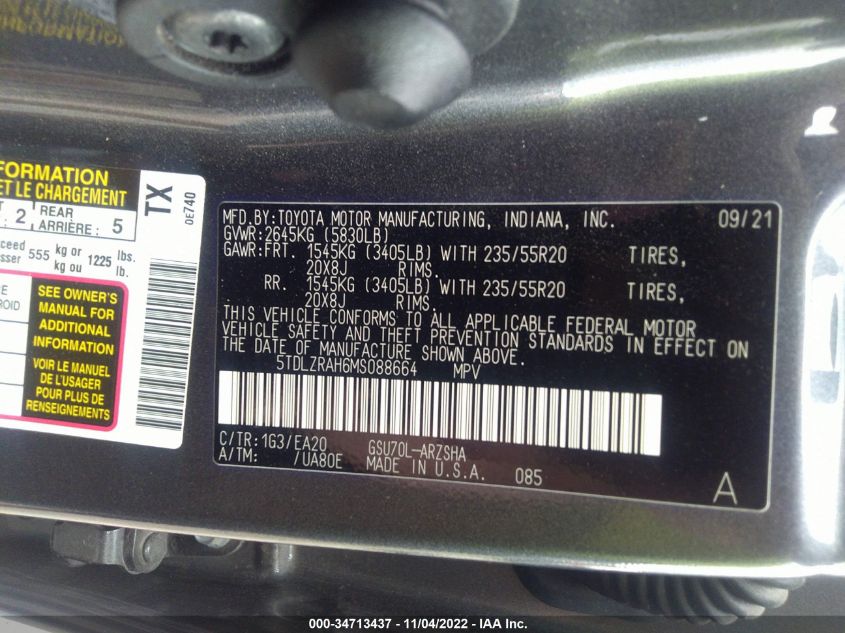 FORMATION
ET LE CHARGEMENT
2
REAR
ARRIÈRE: 5
555
kg or
kg ou
1225
lbs.
lb.
SEE OWNER'S
MANUAL FOR
ADDITIONAL
INFORMATION
VOIR LE MANUEL
DE L'USAGER
POUR PLUS DE
RENSEIGNEMENTS
TX
0E740
MFD.BY:TOYOTA MOTOR MANUFACTURING, INDIANA, INC. 09/21
GVWR:2645KG (5830LB)
GAWR:FRT. 1545KG (3405LB) WITH 235/55R20 TIRES,
20X8J RIMS.
RR. 1545KG (3405LB) WITH 235/55R20 TIRES,
20X8J RIMS.
THIS VEHICLE CONFORMS TO ALL APPLICABLE FEDERAL MOTOR
VEHICLE SAFETY AND THEFT PREVENTION STANDARDS IN EFFECT ON
THE DATE OF MANUFACTURE SHOWN ABOVE.
5TDLZRAH6MS088664 MPV
C/TR:1G3/EA20 GSU70L-ARZSHA
A/TM: /UA80E MADE IN U.S.A. 085
A
000-34713437 - 11/04/2022 - IAA Inc.